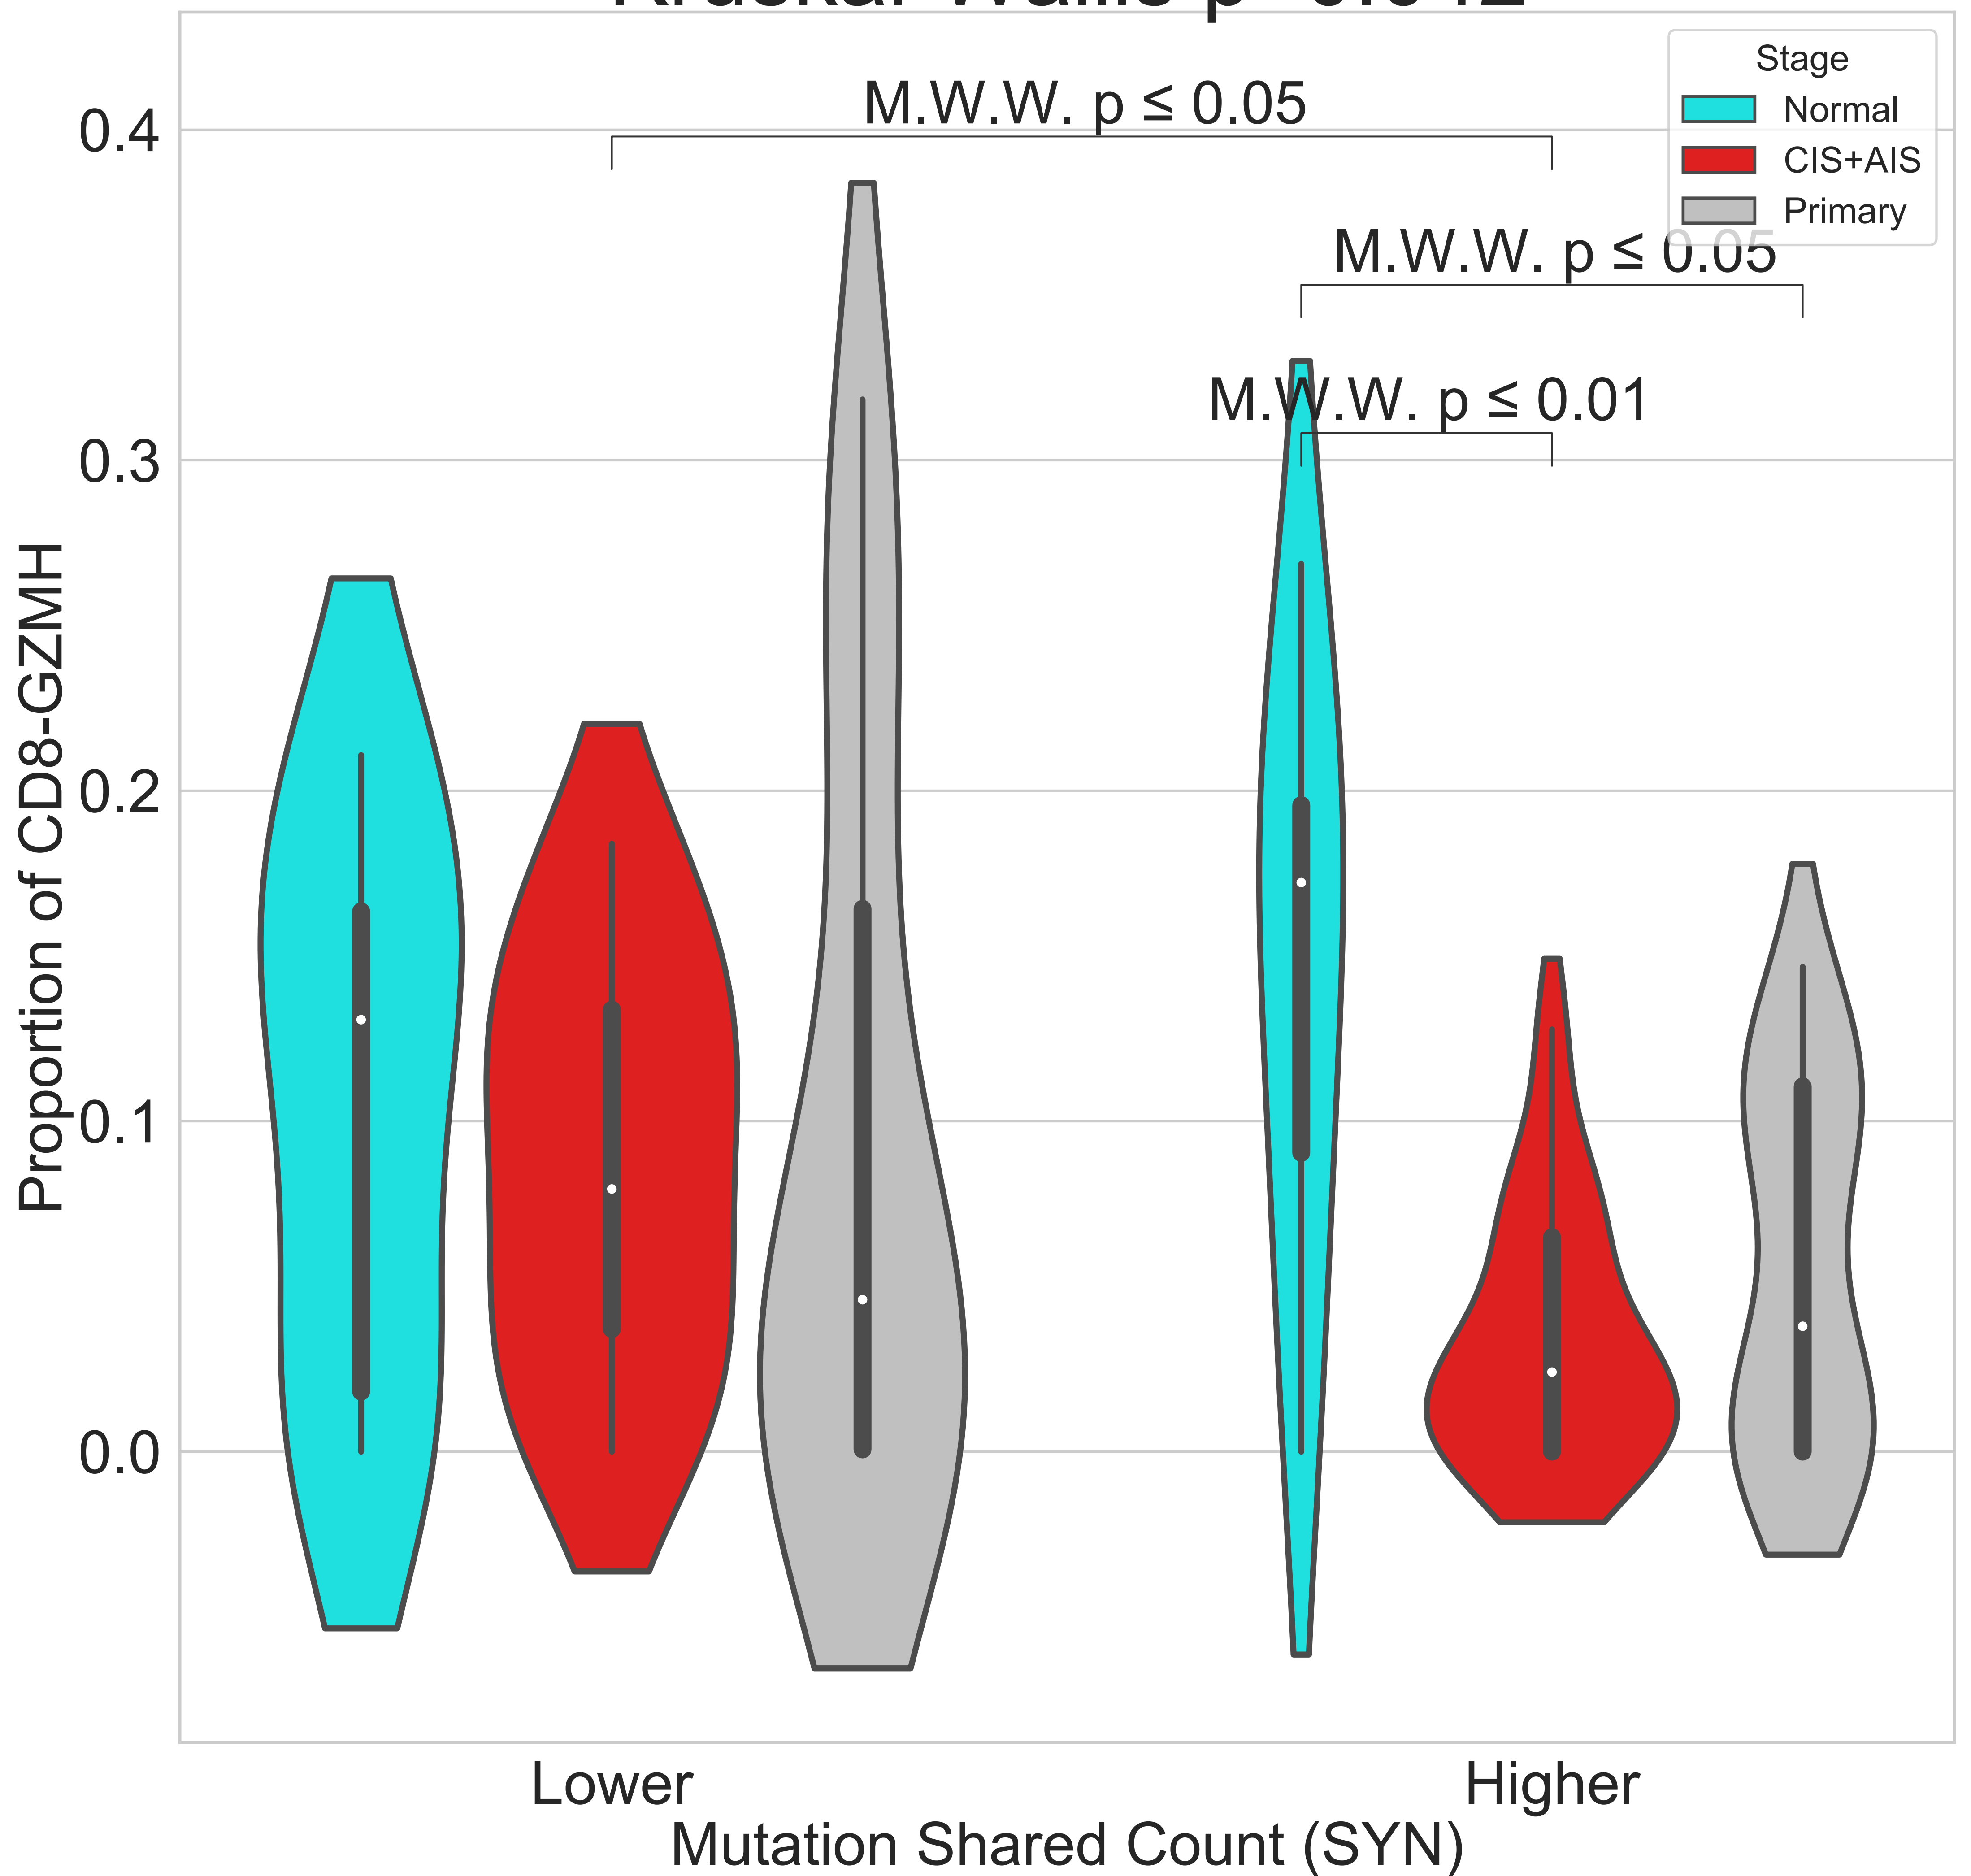 Stage
Normal
CIS+AIS
Primary
M.W.W. p ≤ 0.05
M.W.W. p ≤ 0.05
M.W.W. p ≤ 0.01
0.4
0.3
0.2
0.1
0.0
Proportion of CD8-GZMH
Lower
Higher
Mutation Shared Count (SYN)